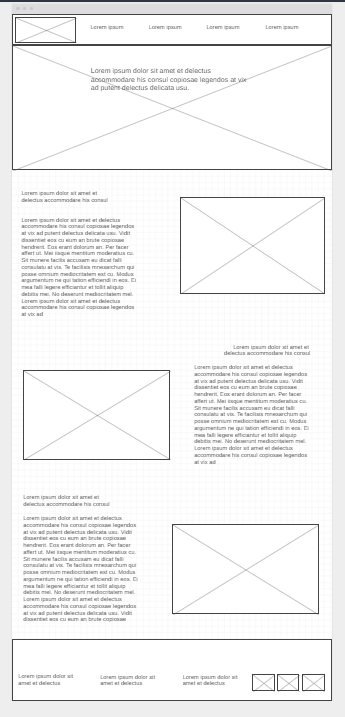 Lorem ipsum Lorem ipsum Lorem ipsum Lorem ipsum
Lorem ipsum dolor sit amet et delectus
accommodare his consul copiosae legendos at vix
ad putent delectus delicata usu.
Lorem ipsum dolor sit amet et
delectus accommodare his consul
Lorem ipsum dolor sit amet et delectus
accommodare his consul copiosae legendos
at vix ad putent delectus delicata usu. Vidit
dissentiet eos cu eum an brute copiosae
hendrerit. Eos erant dolorum an. Per facer
affert ut. Mei iisque mentitum moderatius cu.
Sit munere facilis accusam eu dicat falli
consulatu at vis. Te facilisis mnesarchum qui
posse omnium mediocritatem est cu. Modus
argumentum ne qui tation efficiendi in eos. Ei
mea falli legere efficiantur et tollit aliquip
debitis mei. No deserunt mediocritatem mel.
Lorem ipsum dolor sit amet et delectus
accommodare his consul copiosae legendos
at vix ad
Lorem ipsum dolor sit amet et
delectus accommodare his consul
Lorem ipsum dolor sit amet et delectus
accommodare his consul copiosae legendos
at vix ad putent delectus delicata usu. Vidit
dissentiet eos cu eum an brute copiosae
hendrerit. Eos erant dolorum an. Per facer
affert ut. Mei iisque mentitum moderatius cu.
Sit munere facilis accusam eu dicat falli
consulatu at vis. Te facilisis mnesarchum qui
posse omnium mediocritatem est cu. Modus
argumentum ne qui tation efficiendi in eos. Ei
mea falli legere efficiantur et tollit aliquip
debitis mei. No deserunt mediocritatem mel.
Lorem ipsum dolor sit amet et delectus
accommodare his consul copiosae legendos
at vis ad
Lorem ipsum dolor sit amet et
delectus accommodare his consul
Lorem ipsum dolor sit amet et delectus
accommodare his consul copiosae legendos
at vix ad putent delectus delicata usu. Vidit
dissentiet eos cu eum an brute copiosae
hendrerit. Eos erant dolorum an. Per facer
affert ut. Mei iisque mentitum moderatius cu.
Sit munere facilis accusam eu dicat falli
consulatu at vis. Te facilisis mnesarchum qui
posse omnium mediocritatem est cu. Modus
argumentum ne qui tation efficiendi in eos. Ei
mea falli legere et tollit aliquip
debitis mei. No deserunt mediocritatem mel.
Lorem ipsum dolor sit amet et delectus
accommodare his consul copiosae legendos
at vix ad putent delectus delicata usu. Vidit
dissentiet eos cu eum an brute copiosae
Lorem ipsum dolor sit
amet et delectus
Lorem ipsum dolor sit
amet et delectus
Lorem ipsum dolor sit
amet et delectus